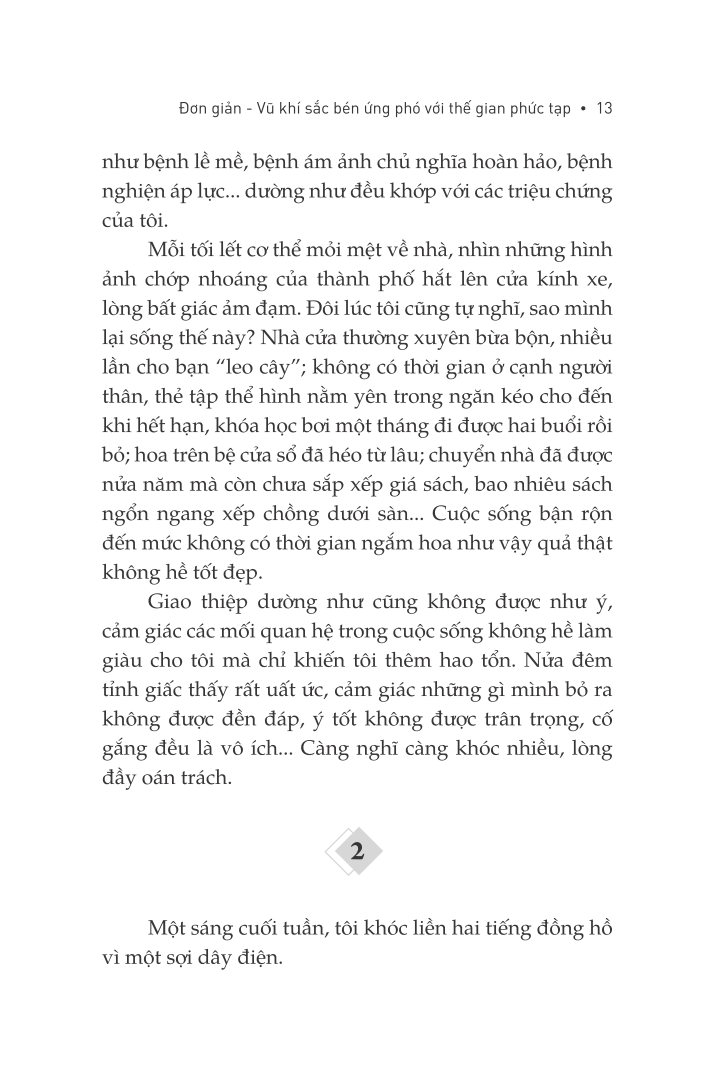 Đơn giản - Vũ khí sắc bén ứng phó với thế gian phức tạp • 13
như bệnh lề mề, bệnh ám ảnh chủ nghĩa hoàn hảo, bệnh
nghiện áp lực... dường như đều khớp với các triệu chứng
của tôi.
Mỗi tối lết cơ thể mỏi mệt về nhà, nhìn những hình
ảnh chớp nhoáng của thành phố hắt lên cửa kính xe,
lòng bất giác ảm đạm. Đôi lúc tôi cũng tự nghĩ, sao mình
lại sống thế này? Nhà cửa thường xuyên bừa bộn, nhiều
lần cho bạn “leo cây”; không có thời gian ở cạnh người
thân, thẻ tập thể hình nằm yên trong ngăn kéo cho đến
khi hết hạn, khóa học bơi một tháng đi được hai buổi rồi
bỏ; hoa trên bệ cửa sổ đã héo từ lâu; chuyển nhà đã được
nửa năm mà còn chưa sắp xếp giá sách, bao nhiêu sách
ngổn ngang xếp chồng dưới sàn... Cuộc sống bận rộn
đến mức không có thời gian ngắm hoa như vậy quả thật
không hề tốt đẹp.
Giao thiệp dường như cũng không được như ý,
cảm giác các mối quan hệ trong cuộc sống không hề làm
giàu cho tôi mà chỉ khiến tôi thêm hao tổn. Nửa đêm
tỉnh giấc thấy rất uất ức, cảm giác những gì mình bỏ ra
không được đền đáp, ý tốt không được trân trọng, cố
gắng đều là vô ích... Càng nghĩ càng khóc nhiều, lòng
đầy oán trách.
2
Một sáng cuối tuần, tôi khóc liền hai tiếng đồng hồ
vì một sợi dây điện.